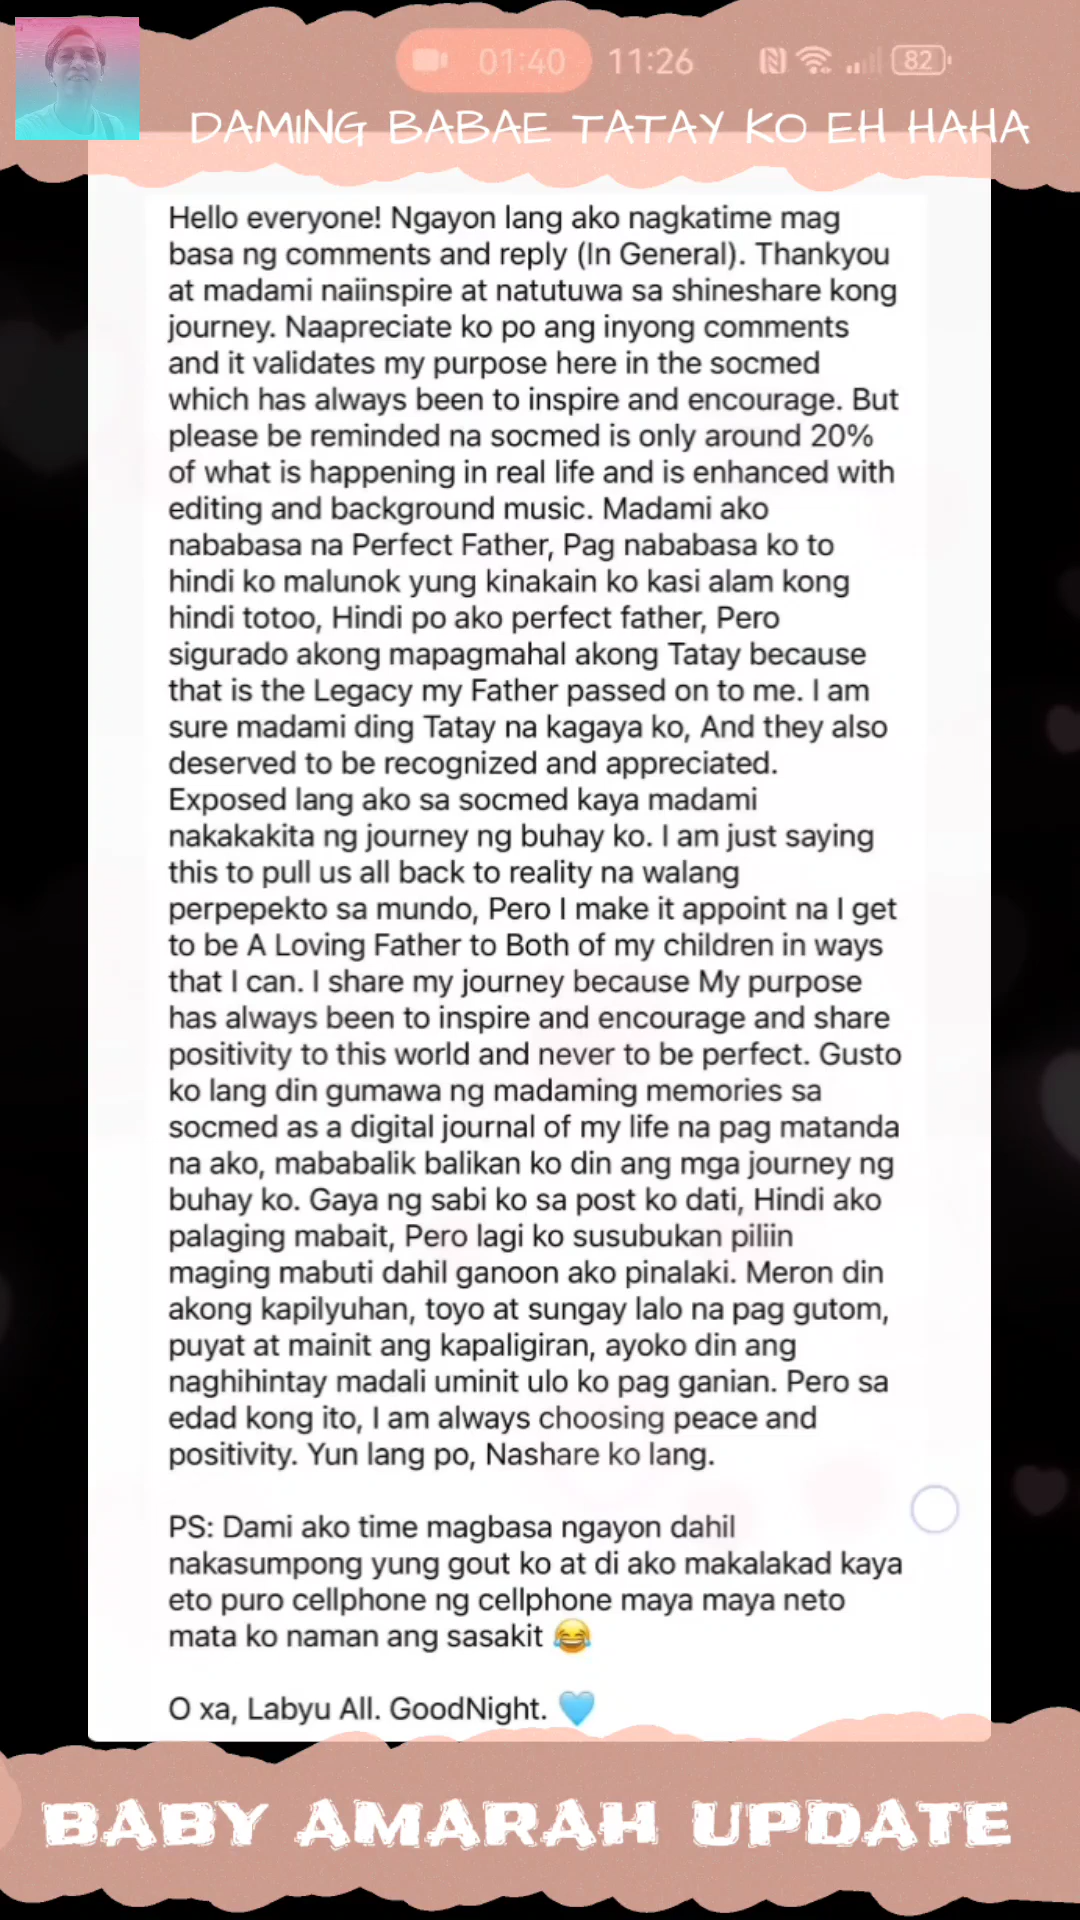 01:40 11:26 82
DAMING BABAE TATAY KO EH HAHA
Hello everyone! Ngayon lang ako nagkatime mag
basa ng comments and reply (In General). Thankyou
at madami naiinspire at natutuwa sa shineshare kong
journey. Naapreciate ko po ang inyong comments
and it validates my purpose here in the socmed
which has always been to inspire and encourage. But
please be reminded na socmed is only around 20%
of what is happening in real life and is enhanced with
editing and background music. Madami ako
nababasa na Perfect Father, Pag nababasa ko to
hindi ko malunok yung kinakain ko kasi alam kong
hindi totoo, Hindi po ako perfect father, Pero
sigurado akong mapagmahal akong Tatay because
that is the Legacy my Father passed on to me. I am
sure madami ding Tatay na kagaya ko, And they also
deserved to be recognized and appreciated.
Exposed lang ako sa socmed kaya madami
nakakakita ng journey ng buhay ko. I am just saying
this to pull us all back to reality na walang
perpepekto sa mundo, Pero I make it appoint na I get
to be A Loving Father to Both of my children in ways
that I can. I share my journey because My purpose
has always been to inspire and encourage and share
positivity to this world and never to be perfect. Gusto
ko lang din gumawa ng madaming memories sa
socmed as a digital journal of my life na pag matanda
na ako, mababalik balikan ko din ang mga journey ng
buhay ko. Gaya ng sabi ko sa post ko dati, Hindi ako
palaging mabait, Pero lagi ko susubukan piliin
maging mabuti dahil ganoon ako pinalaki. Meron din
akong kapilyuhan, toyo at sungay lalo na pag gutom,
puyat at mainit ang kapaligiran, ayoko din ang
naghihintay madali uminit ulo ko pag ganian. Pero sa
edad kong ito, I am always choosing peace and
positivity. Yun lang po, Nashare ko lang.
PS: Dami ako time magbasa ngayon dahil
nakasumpong yung gout ko at di ako makalakad kaya
eto puro cellphone ng cellphone maya maya neto
mata ko naman ang sasakit 😂
O xa, Labyu All. GoodNight. 🩵
BABY AMARAH UPDATE